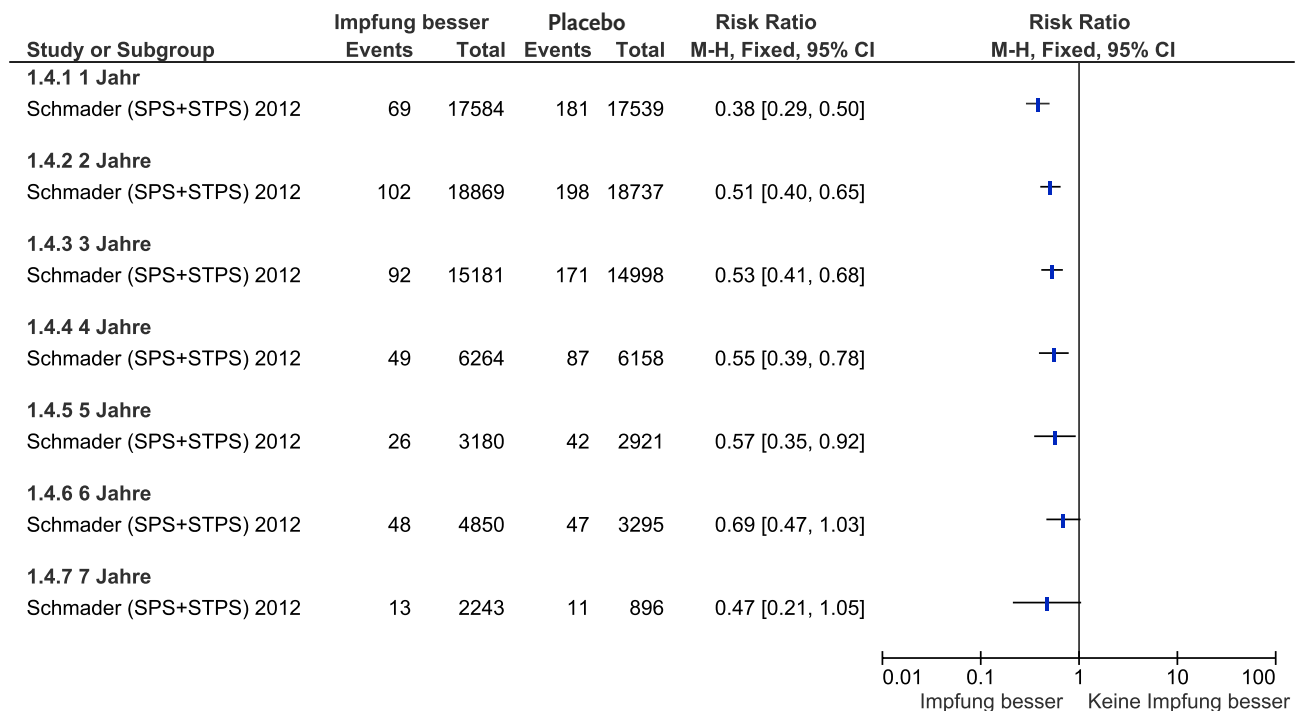 Impfung besser Placebo Risk Ratio Risk Ratio
Study or Subgroup Events Total Events Total M-H, Fixed, 95% CI M-H, Fixed, 95% CI
1.4.1 1 Jahr
Schmader (SPS+STPS) 2012 69 17584 181 17539 0.38 [0.29, 0.50]
1.4.2 2 Jahre
Schmader (SPS+STPS) 2012 102 18869 198 18737 0.51 [0.40, 0.65]
1.4.3 3 Jahre
Schmader (SPS+STPS) 2012 92 15181 171 14998 0.53 [0.41, 0.68]
1.4.4 4 Jahre
Schmader (SPS+STPS) 2012 49 6264 87 6158 0.55 [0.39, 0.78]
1.4.5 5 Jahre
Schmader (SPS+STPS) 2012 26 3180 42 2921 0.57 [0.35, 0.92]
1.4.6 6 Jahre
Schmader (SPS+STPS) 2012 48 4850 47 3295 0.69 [0.47, 1.03]
1.4.7 7 Jahre
Schmader (SPS+STPS) 2012 13 2243 11 896 0.47 [0.21, 1.05]
0.01 0.1 1 10 100
Impfung besser Keine Impfung besser